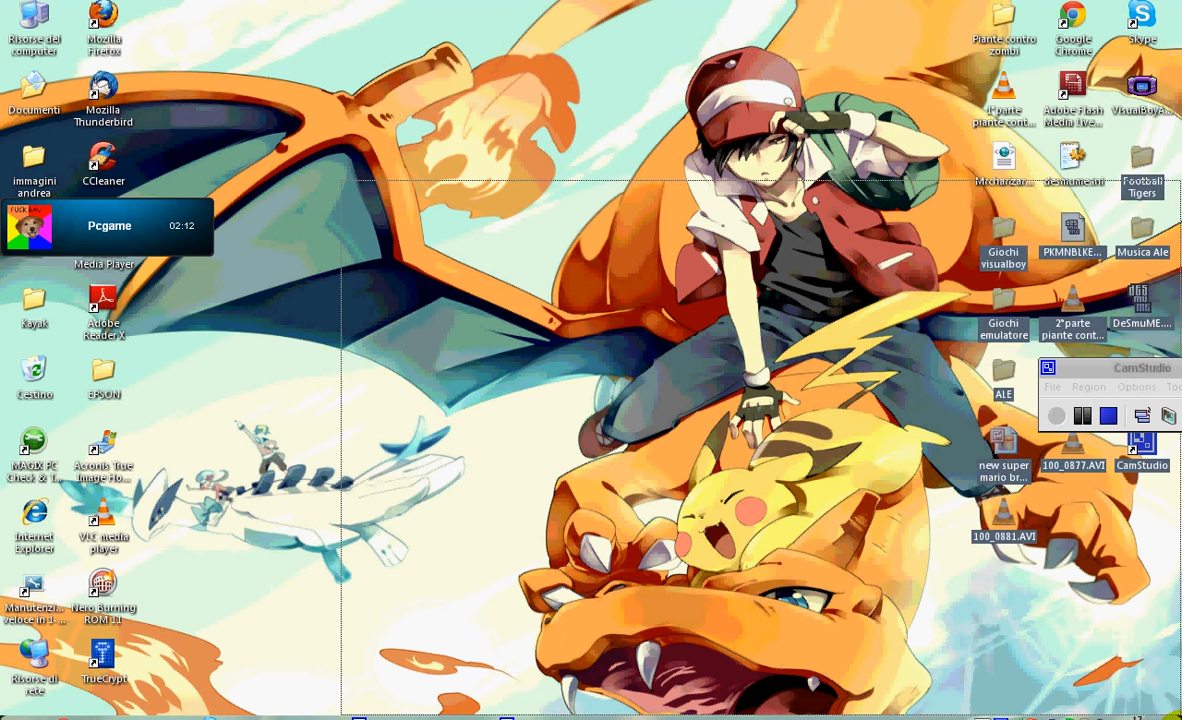 Risorse del
computer
Mozilla
Firefox
Documenti
Mozilla
Thunderbird
immagini
andrea
CCleaner
Pcgame
02:12
Media Player
Kayak
Adobe
Reader X
Cestino
EPSON
MAGIX PC
Check & T...
Acronis True
Image Ho...
Internet
Explorer
VLC media
player
Manutenzi...
veloce in 1-...
Nero Burning
ROM 11
Risorse di
rete
TrueCrypt
Piante contro
zombi
Google
Chrome
Skype
1°parte
piante cont...
Adobe Flash
Media Live...
VisualBoyA...
desmume.ini
Football
Tigers
Giochi
visualboy
PKMNBLKE...
Musica Ale
Giochi
emulatore
2°parte
piante cont...
DeSmuME....
ALE
CamStudio
File Region Options
new super
mario br...
100_0877.AVI
CamStudio
100_0881.AVI